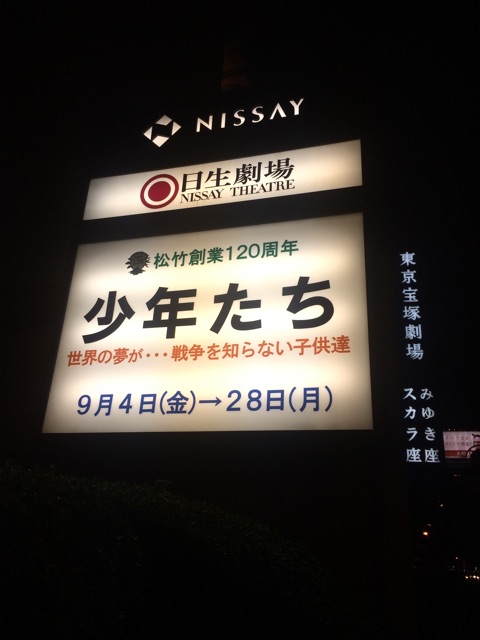 NISSAY
日生劇場
NISSAY THEATRE
松竹創業120周年
少年たち
世界の夢が・・・戦争を知らない子供達
9月4日(金)→28日(月)
東京宝塚劇場
みゆき座
スカラ座